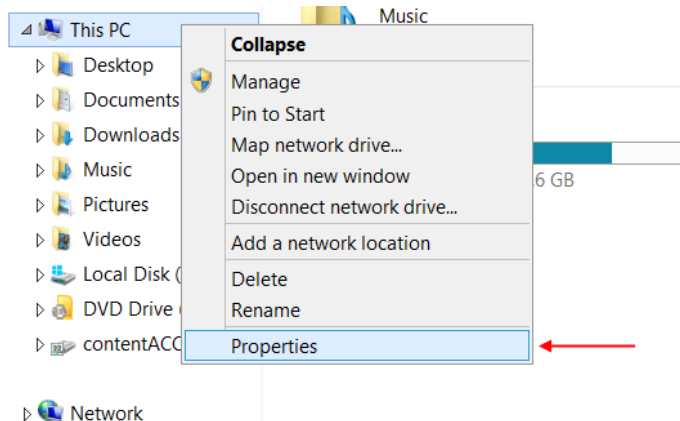 This PC
Desktop
Documents
Downloads
Music
Pictures
Videos
Local Disk (
DVD Drive
contentACC
Network
Music
6 GB
Collapse
Manage
Pin to Start
Map network drive...
Open in new window
Disconnect network drive...
Add a network location
Delete
Rename
Properties